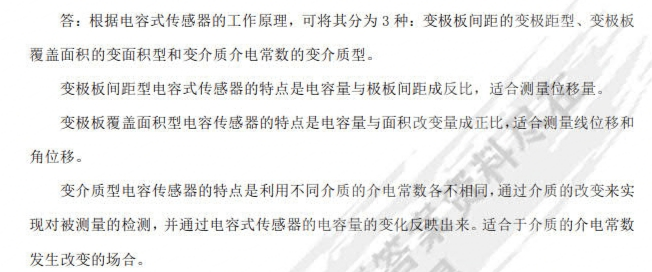 答：根据电容式传感器的工作原理，可将其分为 3 种：变极板间距的变极距型、变极板
覆盖面积的变面积型和变介质介电常数的变介质型。
变极板间距型电容式传感器的特点是电容量与极板间距成反比，适合测量位移量。
变极板覆盖面积型电容传感器的特点是电容量与面积改变量成正比，适合测量线位移和
角位移。
变介质型电容传感器的特点是利用不同介质的介电常数各不相同，通过介质的改变来实
现对被测量的检测，并通过电容式传感器的电容量的变化反映出来。适合于介质的介电常数
发生改变的场合。
答案资料尽在